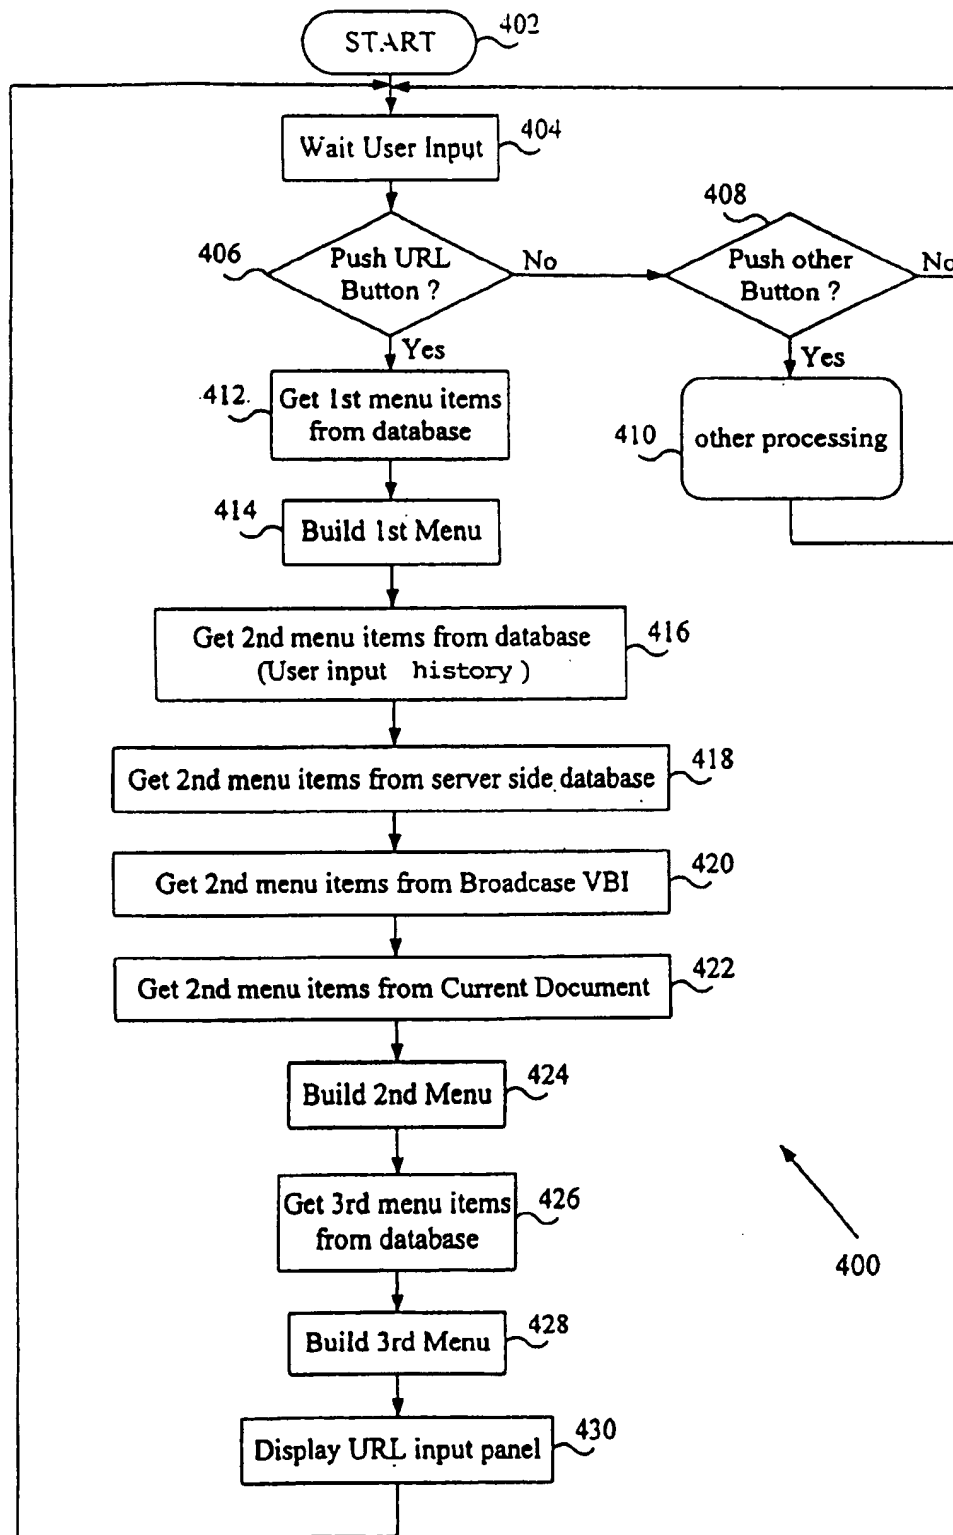 START
402
Wait User Input
404
406
Push URL
Button ?
No
408
Push other
Button ?
No
Yes
Yes
412
Get 1st menu items
from database
410
other processing
414
Build 1st Menu
Get 2nd menu items from database
(User input history )
416
Get 2nd menu items from server side database
418
Get 2nd menu items from Broadcase VBI
420
Get 2nd menu items from Current Document
422
Build 2nd Menu
424
Get 3rd menu items
from database
426
400
Build 3rd Menu
428
Display URL input panel
430